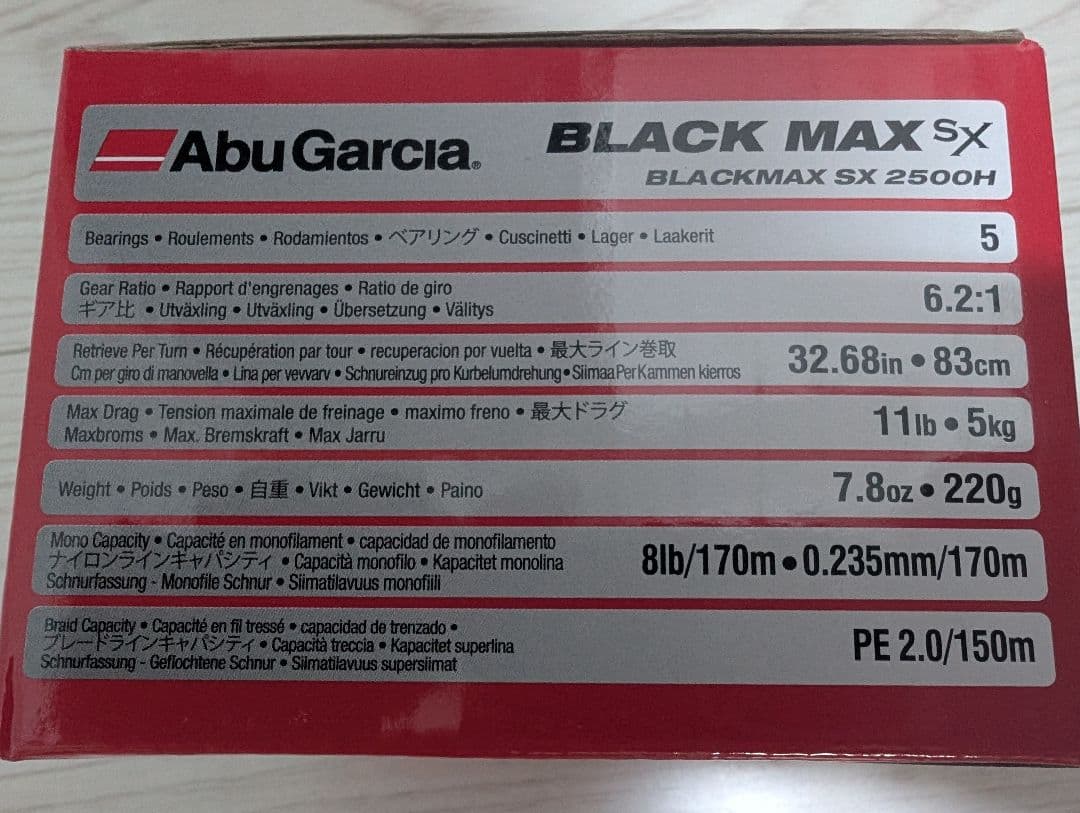 Abu Garcia®
BLACK MAX SX
BLACKMAX SX 2500H
Bearings • Roulements • Rodamientos • ベアリング • Cuscinetti • Lager • Laakerit
5
Gear Ratio • Rapport d'engrenages • Ratio de giro
ギア比 • Utväxling • Utväxling • Übersetzung • Välitys
6.2:1
Retrieve Per Turn • Récupération par tour • recuperacion por vuelta • 最大ライン巻取
Cm per giro di manovella • Lina per vevvarv • Schnureinzug pro Kurbelumdrehung • Siimaa Per Kammen kierros
32.68in • 83cm
Max Drag • Tension maximale de freinage • maximo freno • 最大ドラグ
Maxbroms • Max. Bremskraft • Max Jarru
11lb • 5kg
Weight • Poids • Peso • 自重 • Vikt • Gewicht • Paino
7.8oz • 220g
Mono Capacity • Capacité en monofilament • capacidad de monofilamento
ナイロンラインキャパシティ • Capacità monofilo • Kapacitet monolina
Schnurfassung - Monofile Schnur • Siimatilavuus monofiili
8lb/170m • 0.235mm/170m
Braid Capacity • Capacité en fil tressé • capacidad de trenzado •
ブレードラインキャパシティ • Capacità treccia • Kapacitet superlina
Schnurfassung - Geflochtene Schnur • Siimatilavuus supersiimat
PE 2.0/150m